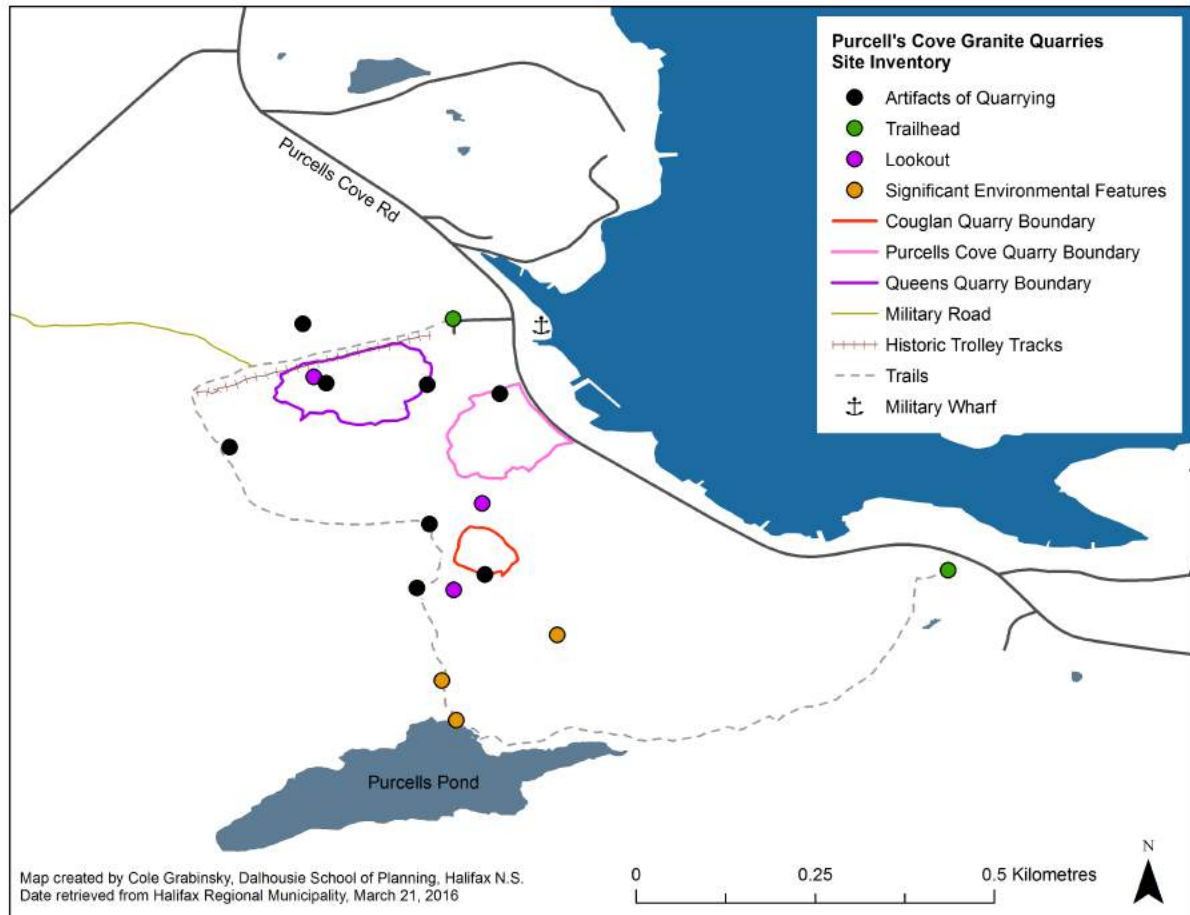 Purcell's Cove Granite Quarries
Site Inventory
Artifacts of Quarrying
Trailhead
Lookout
Significant Environmental Features
Couglan Quarry Boundary
Purcells Cove Quarry Boundary
Queens Quarry Boundary
Military Road
Historic Trolley Tracks
Trails
Military Wharf
Purcells Cove Rd
Purcells Pond
Map created by Cole Grabinsky, Dalhousie School of Planning, Halifax N.S.
Date retrieved from Halifax Regional Municipality, March 21, 2016
0 0.25 0.5 Kilometres
N